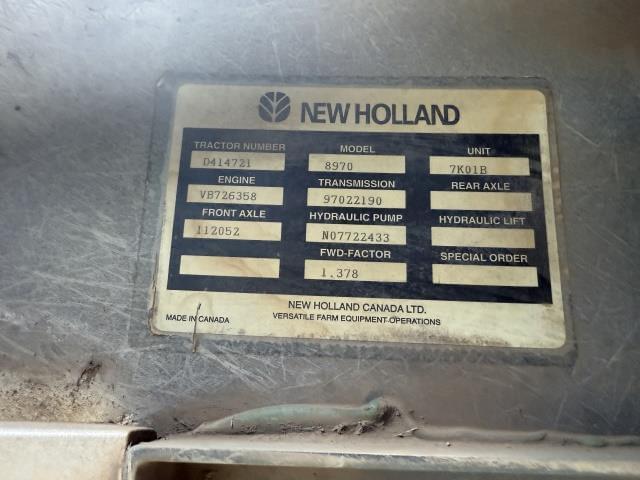 NEW HOLLAND
TRACTOR NUMBER MODEL UNIT
D414721 8970 7K01B
ENGINE TRANSMISSION REAR AXLE
VB726358 97022190
FRONT AXLE HYDRAULIC PUMP HYDRAULIC LIFT
112052 N07722433
FWD-FACTOR SPECIAL ORDER
1.378
NEW HOLLAND CANADA LTD.
MADE IN CANADA VERSATILE FARM EQUIPMENT OPERATIONS